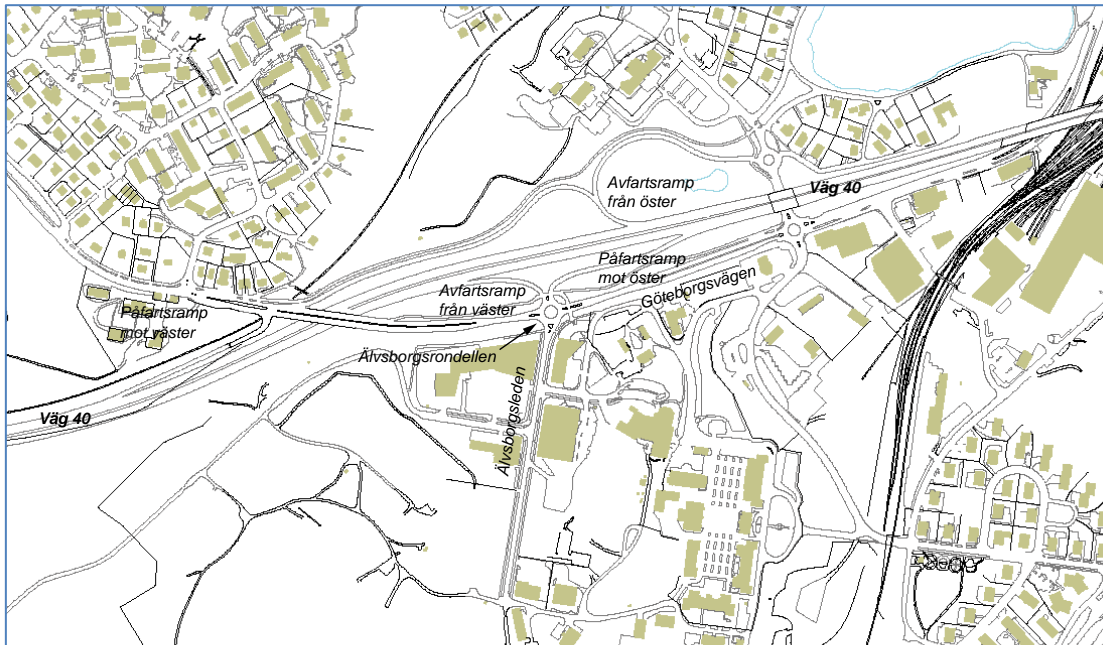 Avfartsramp
från öster
Väg 40
Påfartsramp
mot öster
Göteborgsvägen
Avfartsramp
från väster
Påfartsramp
mot väster
Älvsborgsrondellen
Väg 40
Älvsborgsleden